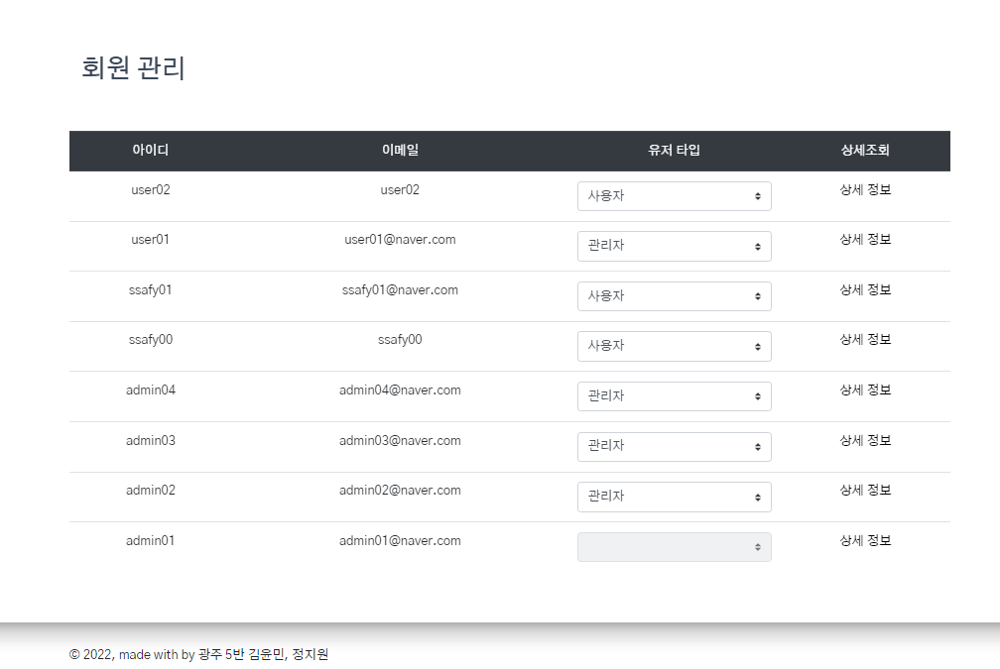 회원 관리
아이디 이메일 유저 타입 상세조회
user02 user02 사용자 상세 정보
user01 user01@naver.com 관리자 상세 정보
ssafy01 ssafy01@naver.com 사용자 상세 정보
ssafy00 ssafy00 사용자 상세 정보
admin04 admin04@naver.com 관리자 상세 정보
admin03 admin03@naver.com 관리자 상세 정보
admin02 admin02@naver.com 관리자 상세 정보
admin01 admin01@naver.com 상세 정보
© 2022, made with by 광주 5반 김윤민, 정지원